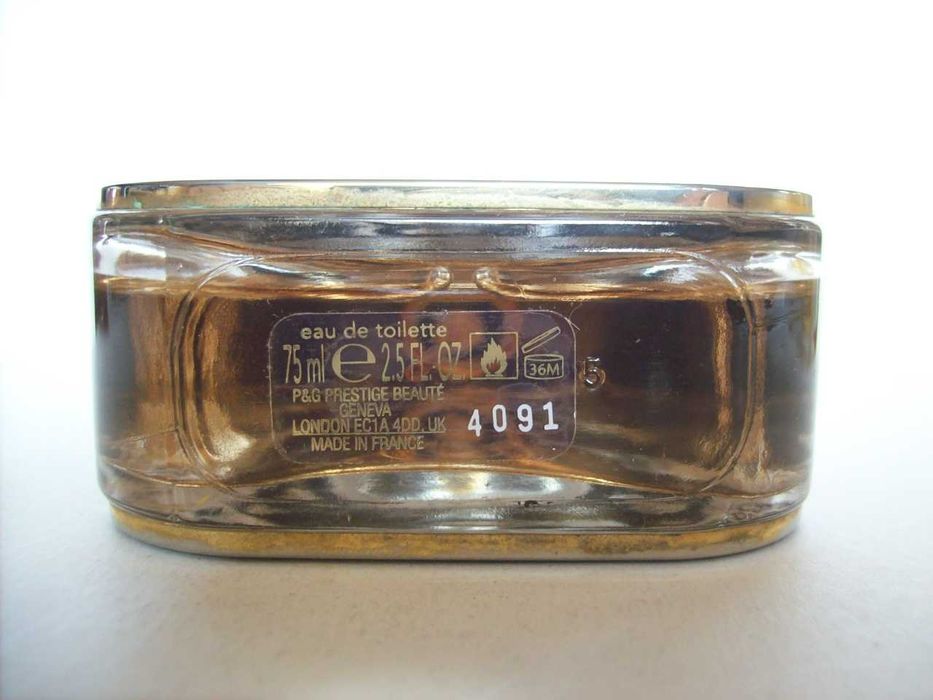 eau de toilette
75 ml e 2.5 FL. OZ.
36M
5
P&G PRESTIGE BEAUTÉ
GENEVA
LONDON EC1A 4DD, UK
MADE IN FRANCE
4091